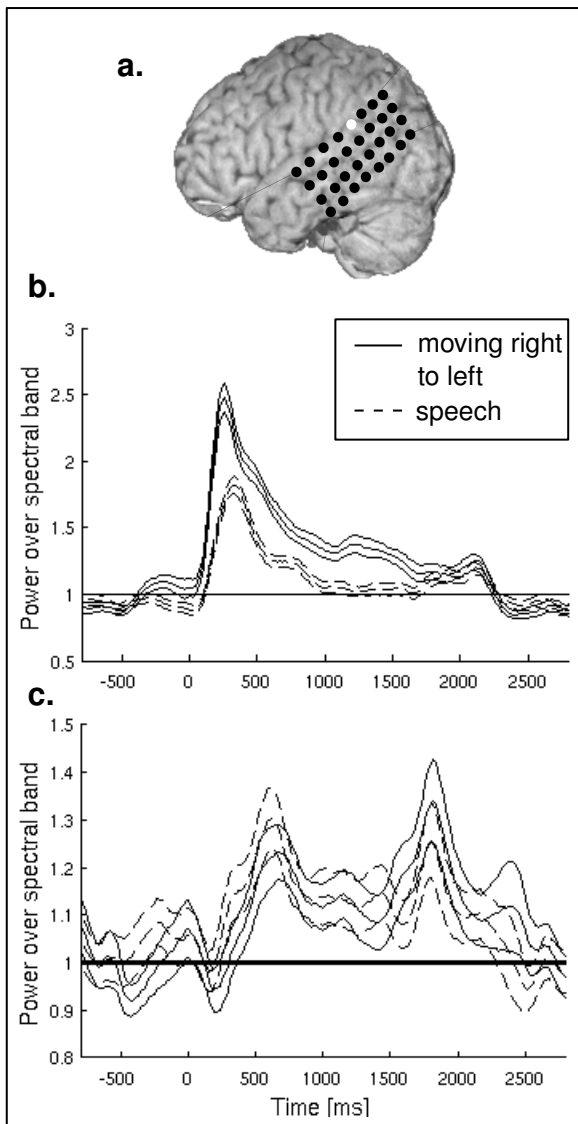 a.
b.
3
2.5
2
1.5
1
0.5
Power over spectral band
moving right
to left
speech
-500 0 500 1000 1500 2000 2500
c.
1.5
1.4
1.3
1.2
1.1
1
0.9
0.8
Power over spectral band
-500 0 500 1000 1500 2000 2500
Time [ms]